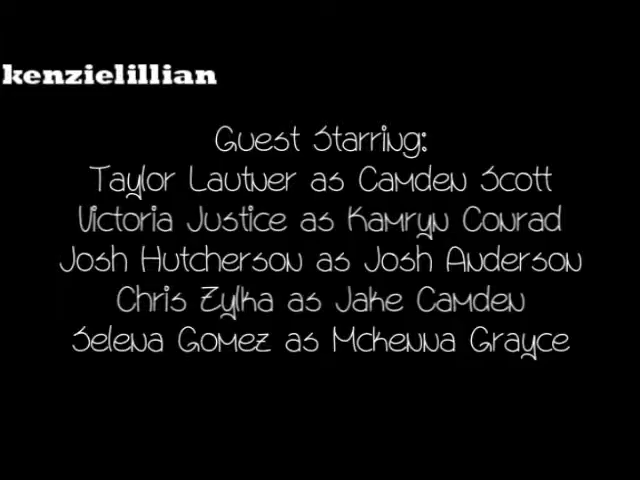 kenzielillian
Guest Starring:
Taylor Lautner as Camden Scott
Victoria Justice as Kamryn Conrad
Josh Hutcherson as Josh Anderson
Chris Zylka as Jake Camden
Selena Gomez as Mckenna Grayce